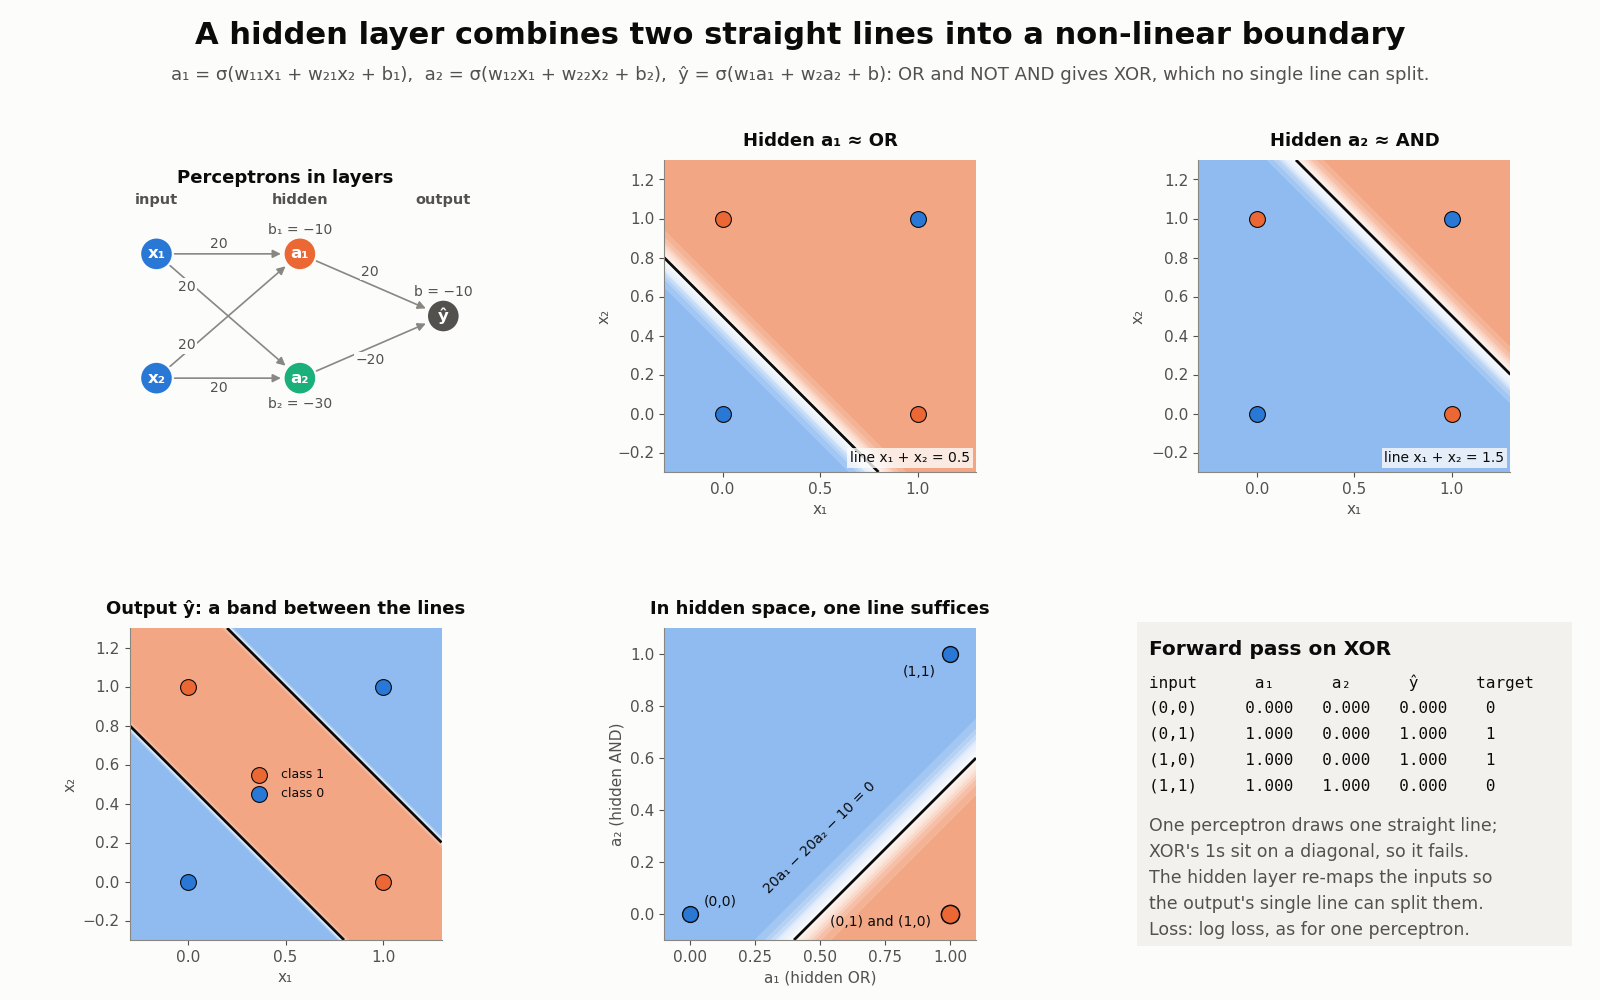 A hidden layer combines two straight lines into a non-linear boundary
a₁ = σ(w₁₁x₁ + w₂₁x₂ + b₁),  a₂ = σ(w₁₂x₁ + w₂₂x₂ + b₂),  ŷ = σ(w₁a₁ + w₂a₂ + b): OR and NOT AND gives XOR, which no single line can split.
Perceptrons in layers
input hidden output
b₁ = −10
x₁ 20 a₁
20 20
b = −10
ŷ
20 −20
x₂ 20 a₂
b₂ = −30
Hidden a₁ ≈ OR
1.2
1.0
0.8
0.6
0.4
0.2
0.0
−0.2
x₂
line x₁ + x₂ = 0.5
0.0 0.5 1.0
x₁
Hidden a₂ ≈ AND
1.2
1.0
0.8
0.6
0.4
0.2
0.0
−0.2
x₂
line x₁ + x₂ = 1.5
0.0 0.5 1.0
x₁
Output ŷ: a band between the lines
1.2
1.0
0.8
0.6
0.4
0.2
0.0
−0.2
x₂
class 1
class 0
0.0 0.5 1.0
x₁
In hidden space, one line suffices
1.0
0.8
0.6
0.4
0.2
0.0
a₂ (hidden AND)
(1,1)
20a₁ − 20a₂ − 10 = 0
(0,0)
(0,1) and (1,0)
0.00 0.25 0.50 0.75 1.00
a₁ (hidden OR)
Forward pass on XOR
input a₁ a₂ ŷ target
(0,0) 0.000 0.000 0.000 0
(0,1) 1.000 0.000 1.000 1
(1,0) 1.000 0.000 1.000 1
(1,1) 1.000 1.000 0.000 0
One perceptron draws one straight line;
XOR's 1s sit on a diagonal, so it fails.
The hidden layer re-maps the inputs so
the output's single line can split them.
Loss: log loss, as for one perceptron.